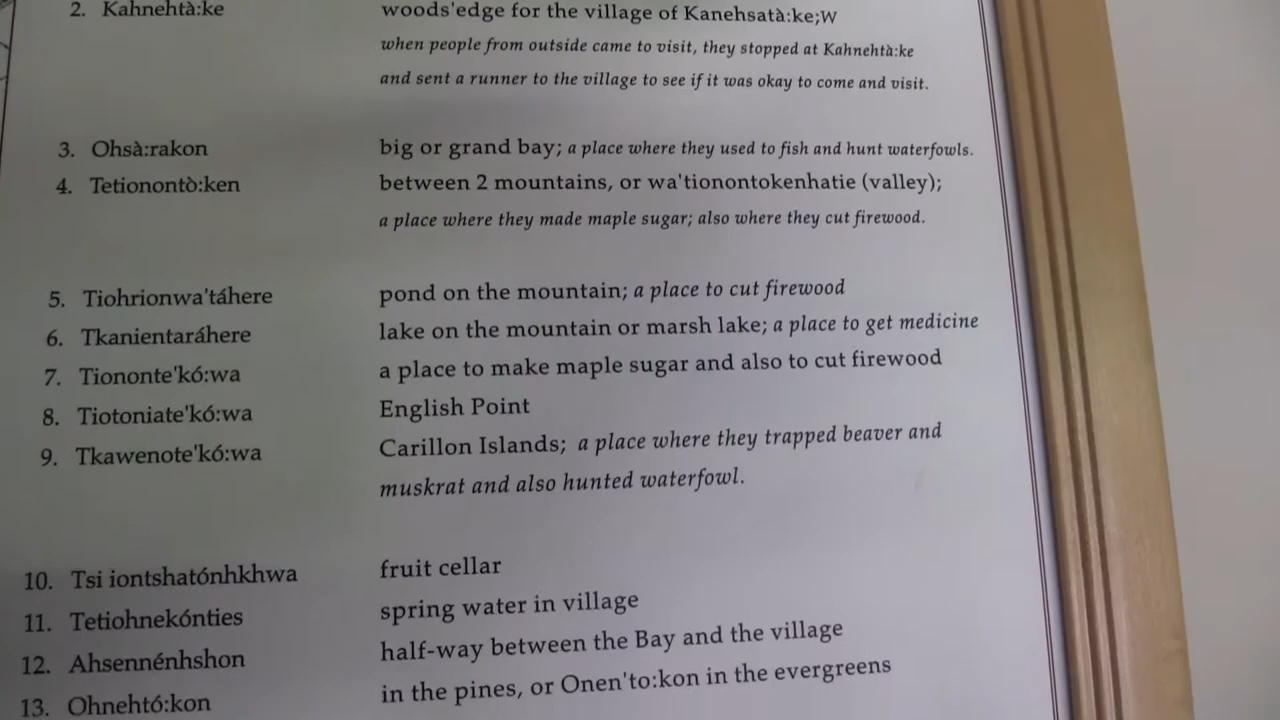 2. Kahnehtà:ke woods'edge for the village of Kanehsatà:ke;W
when people from outside came to visit, they stopped at Kahnehtà:ke
and sent a runner to the village to see if it was okay to come and visit.
3. Ohsà:rakon big or grand bay; a place where they used to fish and hunt waterfowls.
4. Tetionontò:ken between 2 mountains, or wa'tionontokenhatie (valley);
a place where they made maple sugar; also where they cut firewood.
5. Tiohrionwa'táhere pond on the mountain; a place to cut firewood
6. Tkanientaráhere lake on the mountain or marsh lake; a place to get medicine
7. Tiononte'kó:wa a place to make maple sugar and also to cut firewood
8. Tiotoniate'kó:wa English Point
9. Tkawenote'kó:wa Carillon Islands; a place where they trapped beaver and
muskrat and also hunted waterfowl.
10. Tsi iontshatónhkhwa fruit cellar
11. Tetiohnekónties spring water in village
12. Ahsennénhshon half-way between the Bay and the village
13. Ohnehtó:kon in the pines, or Onen'to:kon in the evergreens